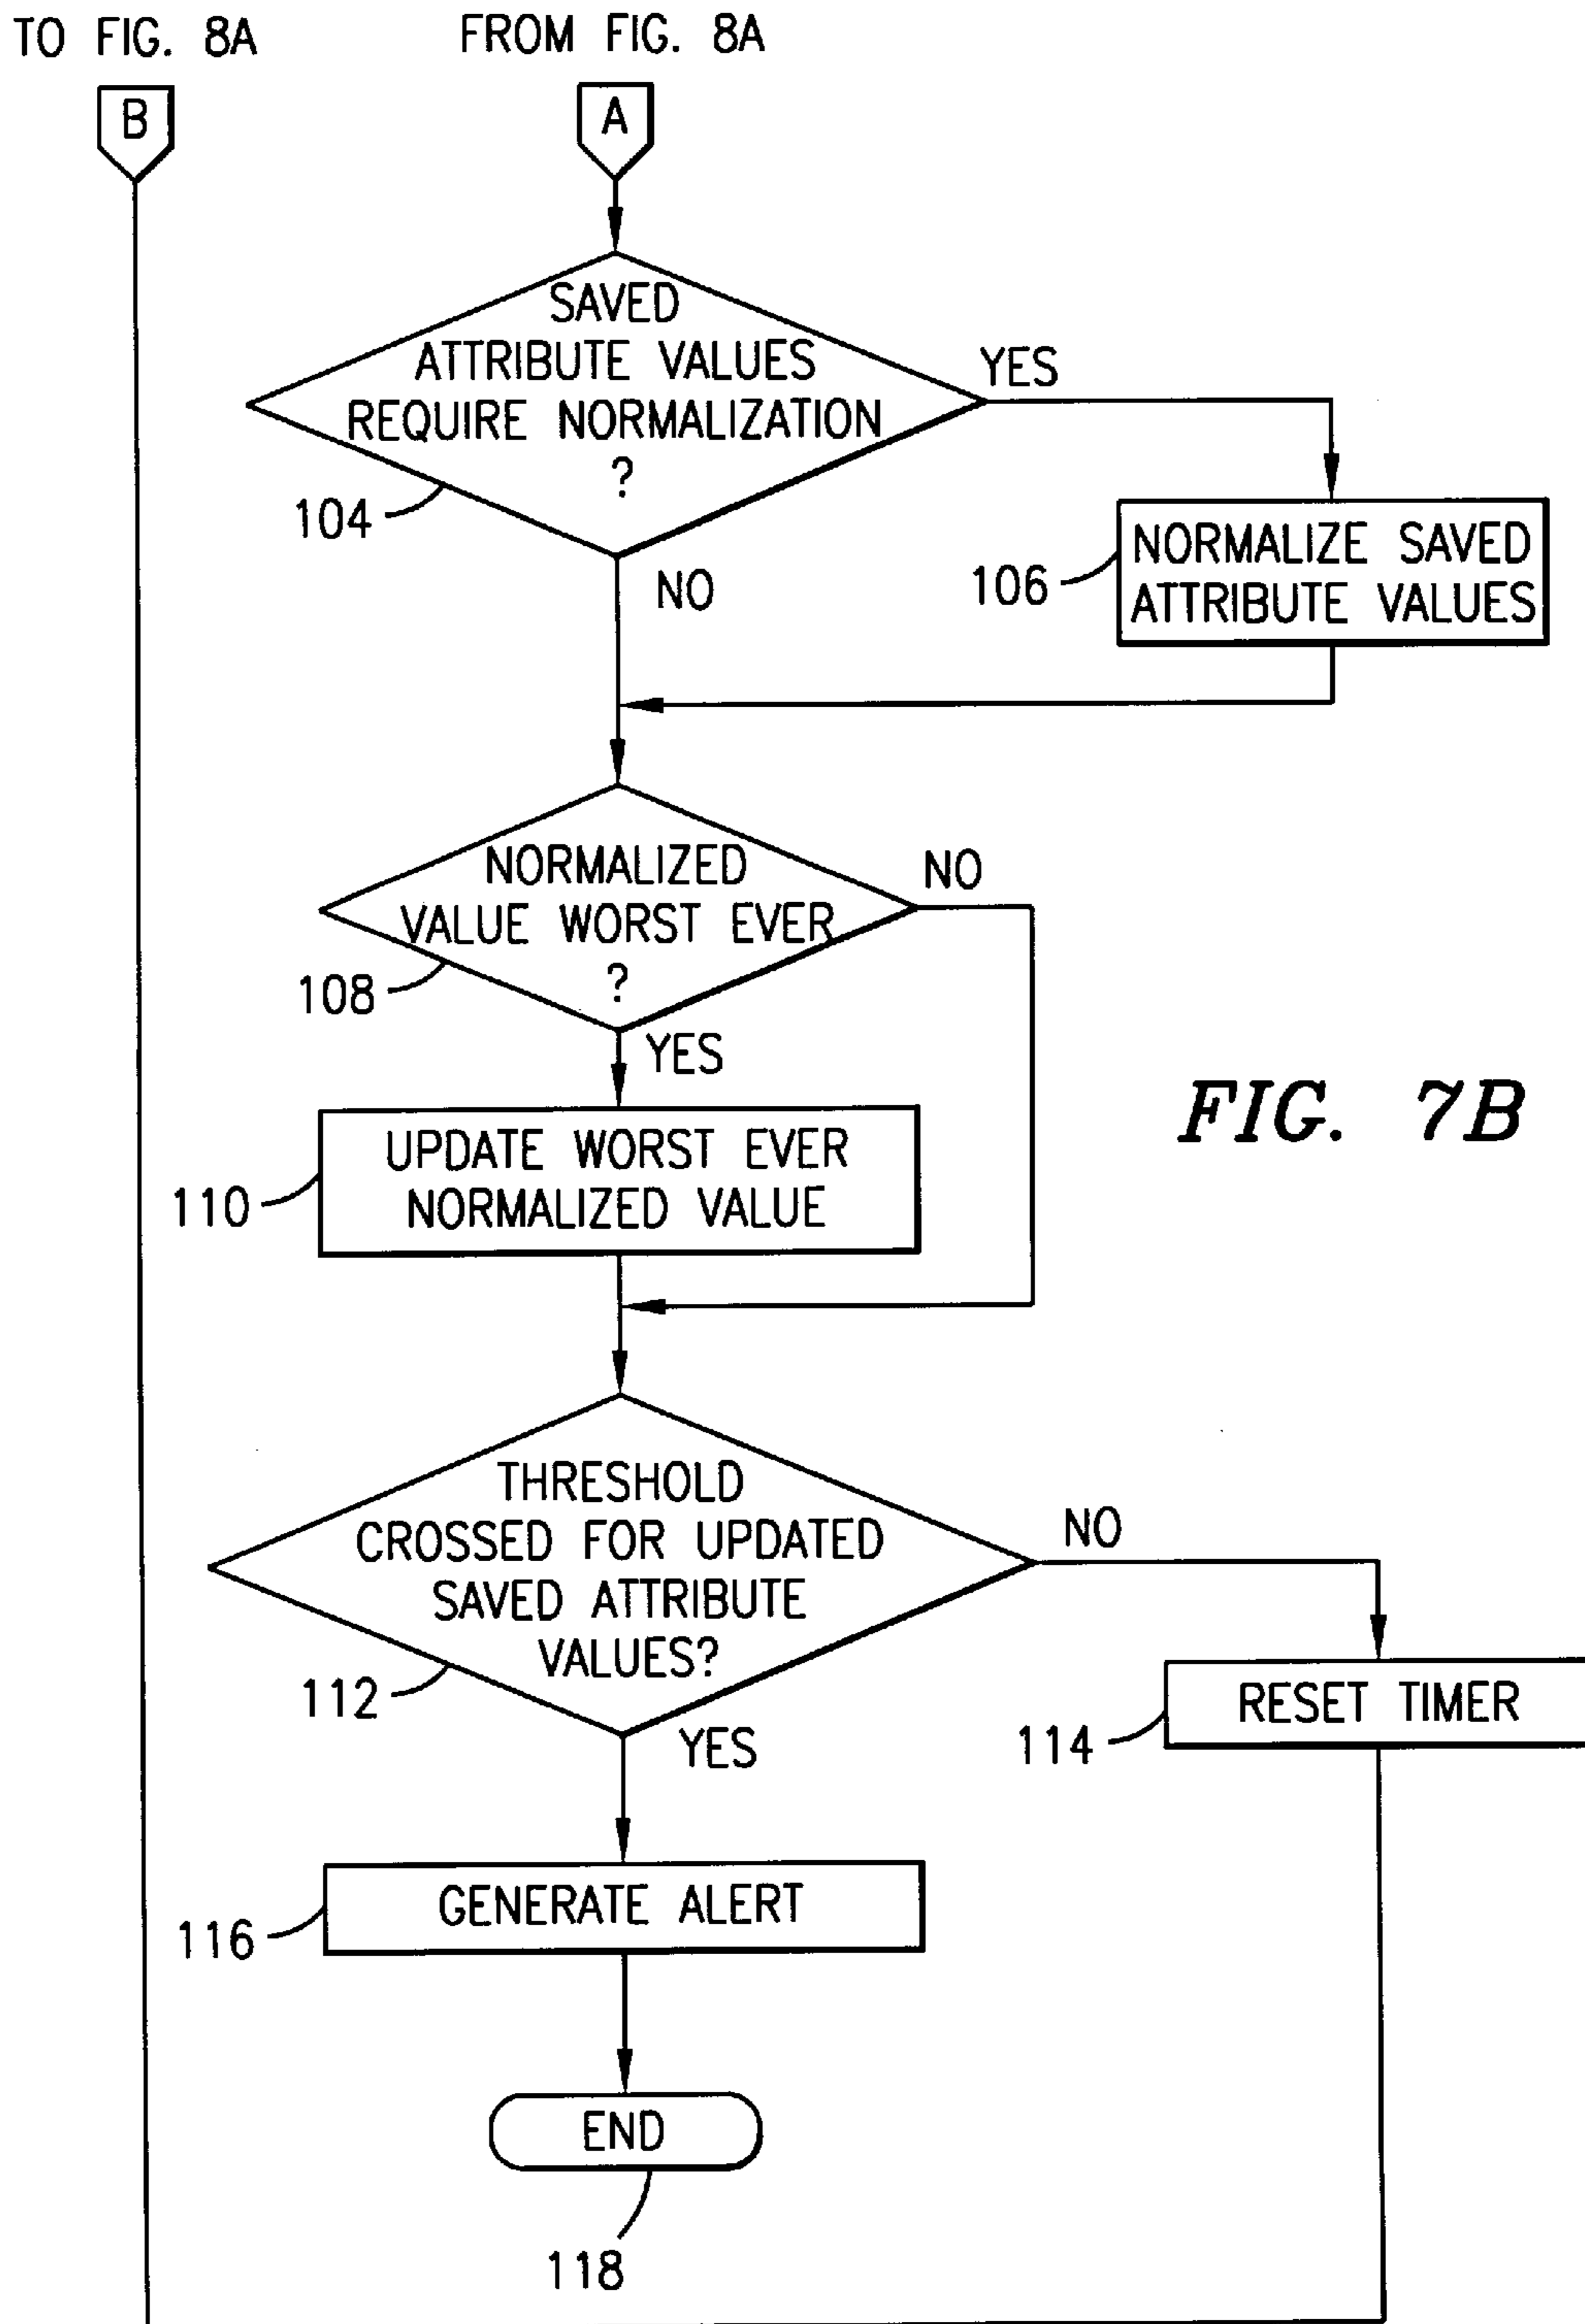 TO FIG. 8A
FROM FIG. 8A
B
A
SAVED
ATTRIBUTE VALUES
REQUIRE NORMALIZATION
?
YES
104
NO
NORMALIZE SAVED
ATTRIBUTE VALUES
106
NORMALIZED
VALUE WORST EVER
?
NO
108
YES
UPDATE WORST EVER
NORMALIZED VALUE
110
FIG. 7B
THRESHOLD
CROSSED FOR UPDATED
SAVED ATTRIBUTE
VALUES?
NO
112
YES
RESET TIMER
114
GENERATE ALERT
116
END
118